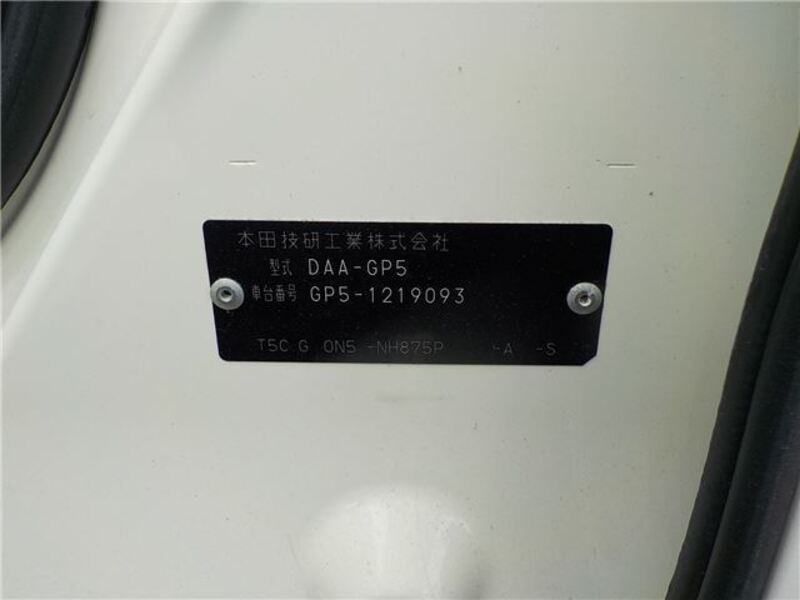 本田技研工業株式会社
型式 DAA-GP5
車台番号 GP5-1219093
T5C G 0N5 -NH875P -A -S